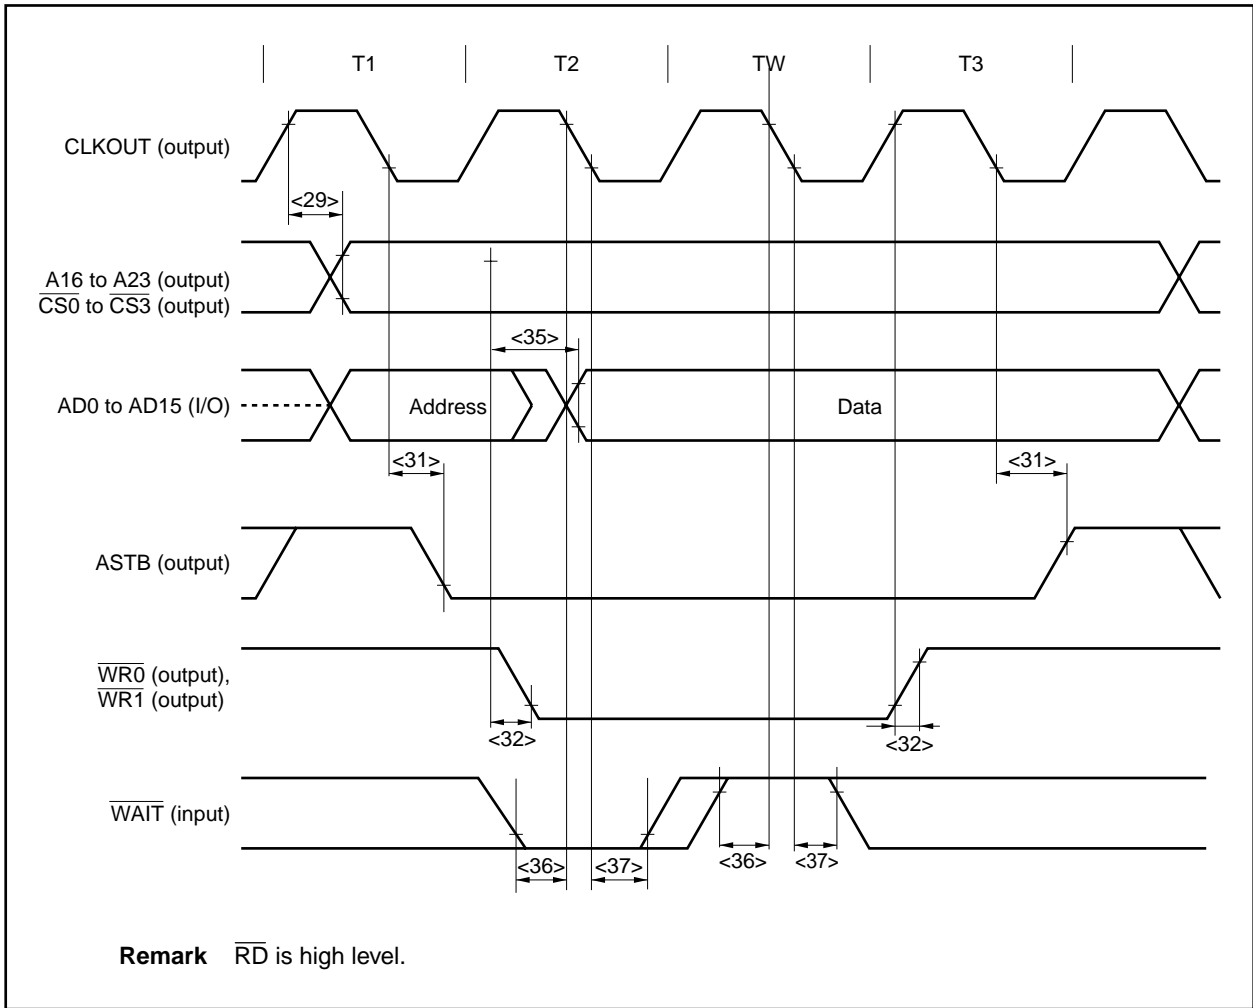 T1 T2 TW T3
CLKOUT (output)
<29>
A16 to A23 (output)
CS0 to CS3 (output)
<35>
AD0 to AD15 (I/O) Address Data
<31> <31>
ASTB (output)
WR0 (output),
WR1 (output)
<32> <32>
WAIT (input)
<36> <37> <36> <37>
Remark RD is high level.